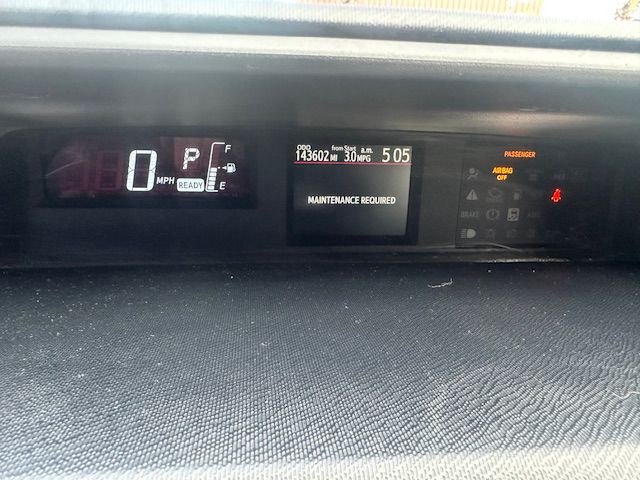 0 MPH
P
READY
F
E
ODO from Start a.m.
143602 MI 3.0 MPG 5 05
MAINTENANCE REQUIRED
PASSENGER
AIRBAG
OFF
BRAKE